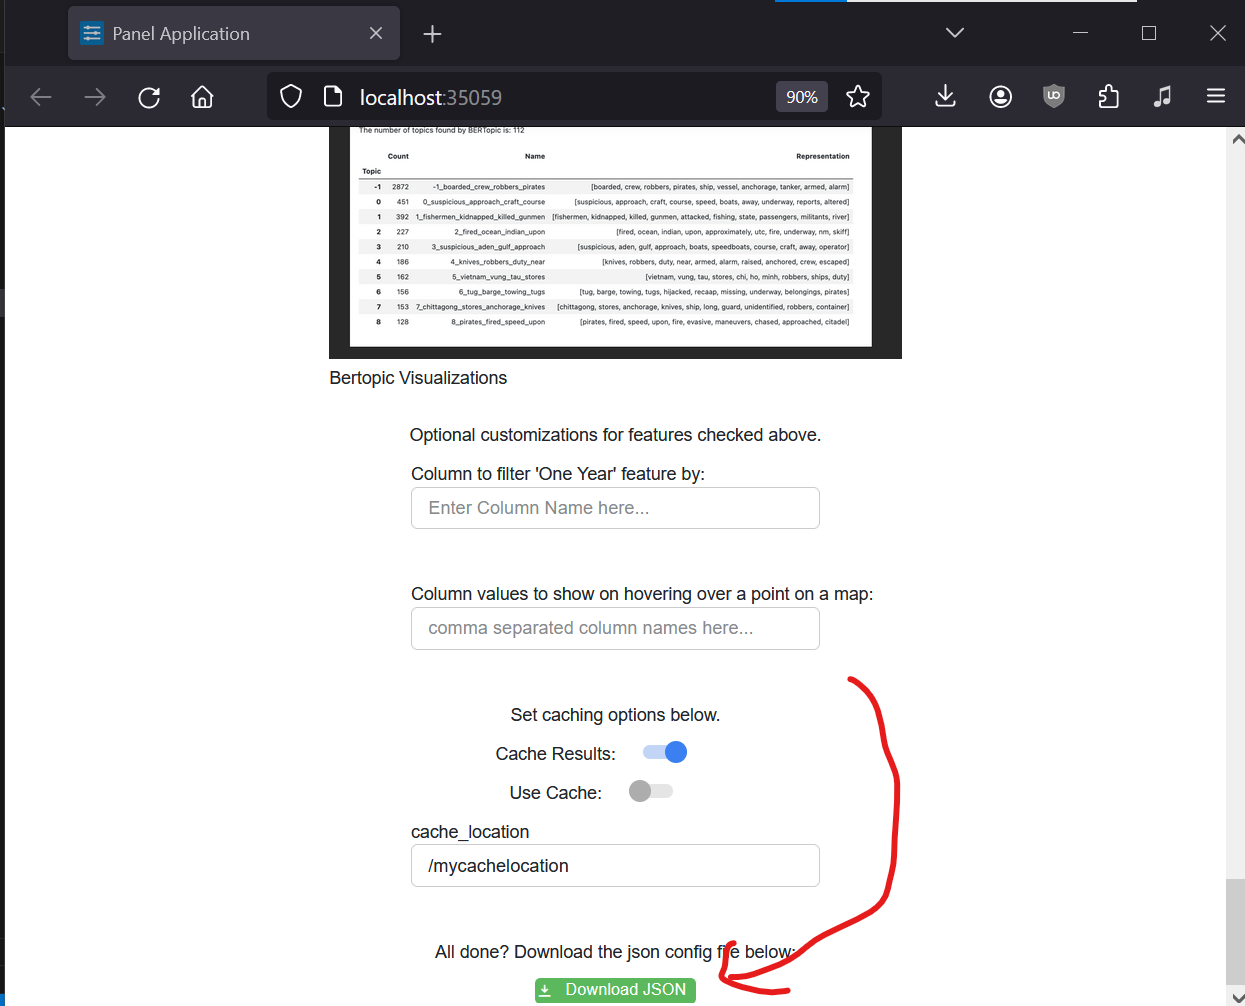 Panel Application
localhost:35059
90%
The number of topics found by BERTopic is: 112
Count Name Representation
Topic
-1 2872 -1_boarded_crew_robbers_pirates [boarded, crew, robbers, pirates, ship, vessel, anchorage, tanker, armed, alarm]
0 451 0_suspicious_approach_craft_course [suspicious, approach, craft, course, speed, boats, away, underway, reports, altered]
1 392 1_fishermen_kidnapped_killed_gunmen [fishermen, kidnapped, killed, gunmen, attacked, fishing, state, passengers, militants, river]
2 227 2_fired_ocean_indian_upon [fired, ocean, indian, upon, approximately, utc, fire, underway, nm, skiff]
3 210 3_suspicious_aden_gulf_approach [suspicious, aden, gulf, approach, boats, speedboats, course, craft, away, operator]
4 186 4_knives_robbers_duty_near [knives, robbers, duty, near, armed, alarm, raised, anchored, crew, escaped]
5 162 5_vietnam_vung_tau_stores [vietnam, vung, tau, stores, chi, ho, minh, robbers, ships, duty]
6 156 6_tug_barge_towing_tugs [tug, barge, towing, tugs, hijacked, recaap, missing, underway, belongings, pirates]
7 153 7_chittagong_stores_anchorage_knives [chittagong, stores, anchorage, knives, ship, long, guard, unidentified, robbers, container]
8 128 8_pirates_fired_speed_upon [pirates, fired, speed, upon, fire, evasive, maneuvers, chased, approached, citadel]
Bertopic Visualizations
Optional customizations for features checked above.
Column to filter 'One Year' feature by:
Enter Column Name here...
Column values to show on hovering over a point on a map:
comma separated column names here...
Set caching options below.
Cache Results:
Use Cache:
cache_location
/mycachelocation
All done? Download the json config file below:
Download JSON